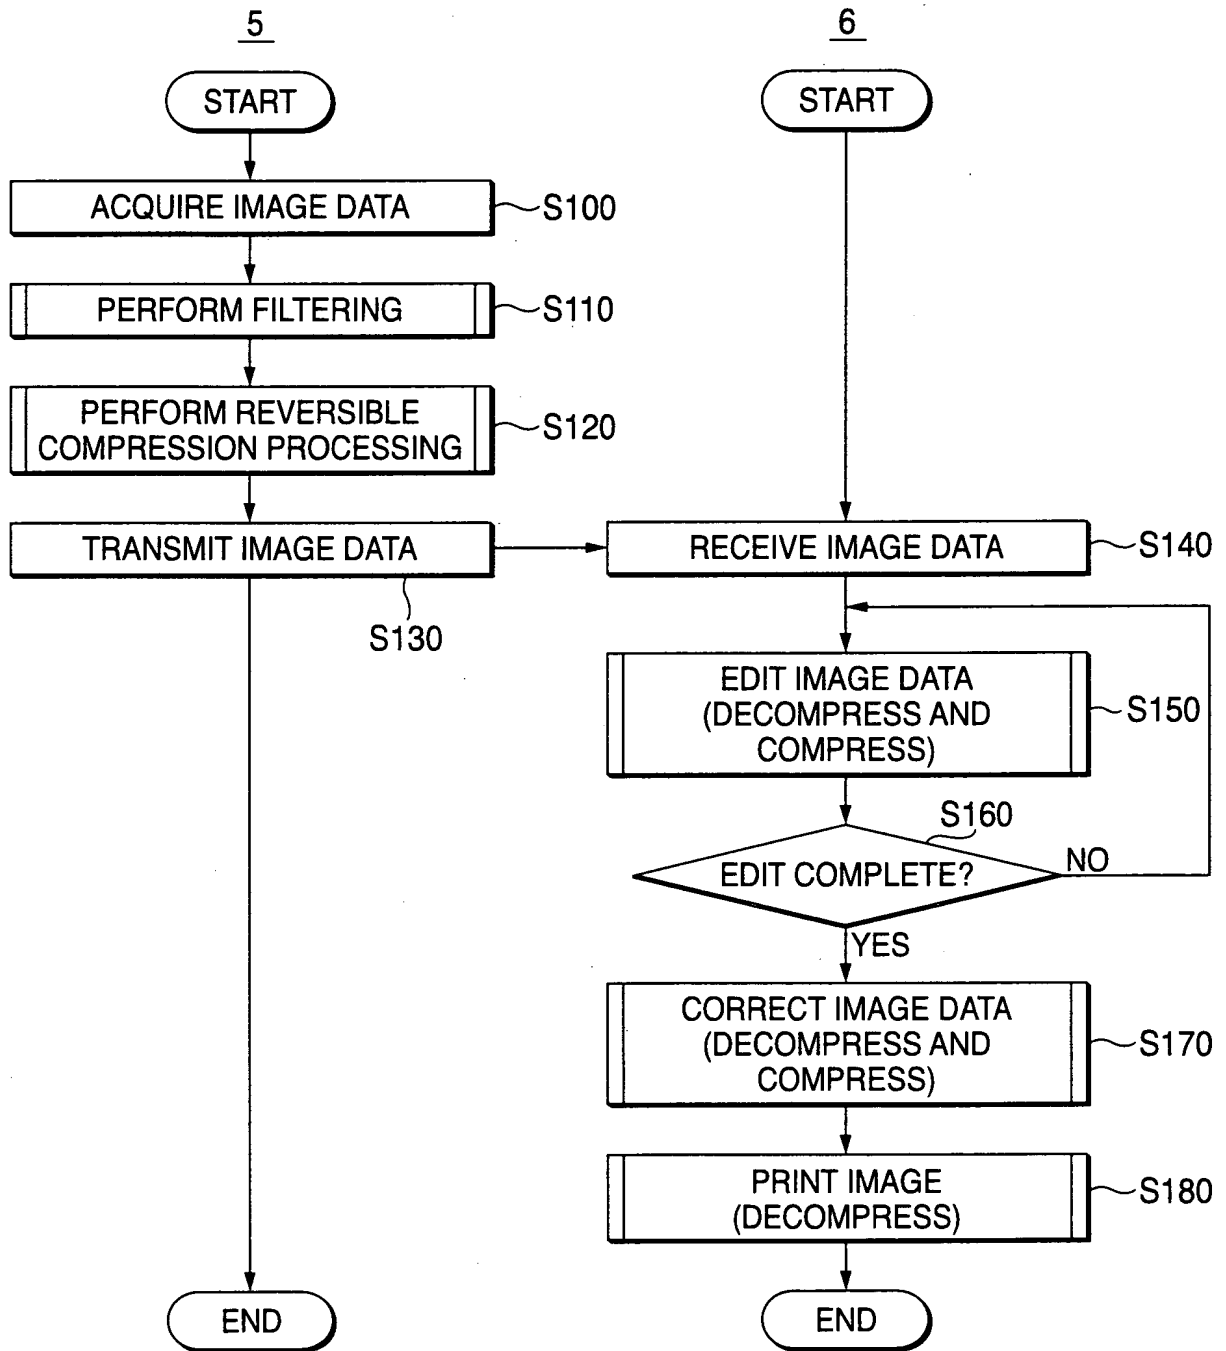 5
START
ACQUIRE IMAGE DATA
S100
PERFORM FILTERING
S110
PERFORM REVERSIBLE
COMPRESSION PROCESSING
S120
TRANSMIT IMAGE DATA
S130
END
6
START
RECEIVE IMAGE DATA
S140
EDIT IMAGE DATA
(DECOMPRESS AND
COMPRESS)
S150
S160
EDIT COMPLETE?
NO
YES
CORRECT IMAGE DATA
(DECOMPRESS AND
COMPRESS)
S170
PRINT IMAGE
(DECOMPRESS)
S180
END